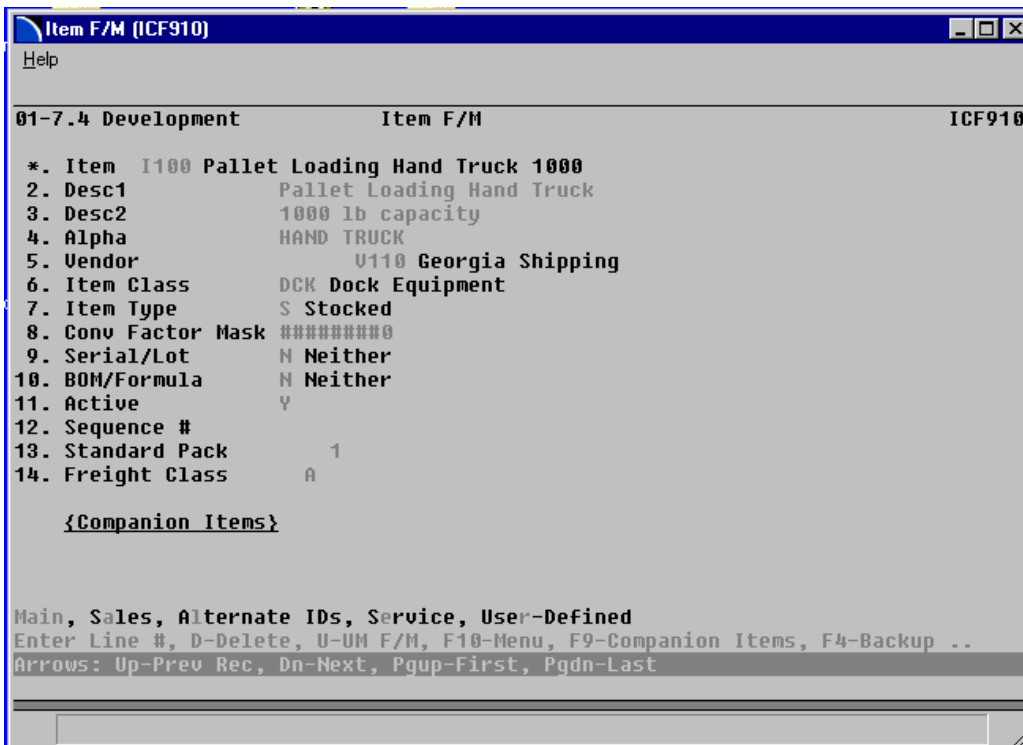 Item F/M (ICF910)
Help
01-7.4 Development Item F/M ICF910
*. Item I100 Pallet Loading Hand Truck 1000
2. Desc1 Pallet Loading Hand Truck
3. Desc2 1000 lb capacity
4. Alpha HAND TRUCK
5. Vendor V110 Georgia Shipping
6. Item Class DCK Dock Equipment
7. Item Type S Stocked
8. Conv Factor Mask #########0
9. Serial/Lot N Neither
10. BOM/Formula N Neither
11. Active Y
12. Sequence #
13. Standard Pack 1
14. Freight Class A
{Companion Items}
Main, Sales, Alternate IDs, Service, User-Defined
Enter Line #, D-Delete, U-UM F/M, F10-Menu, F9-Companion Items, F4-Backup ..
Arrows: Up-Prev Rec, Dn-Next, Pgup-First, Pgdn-Last